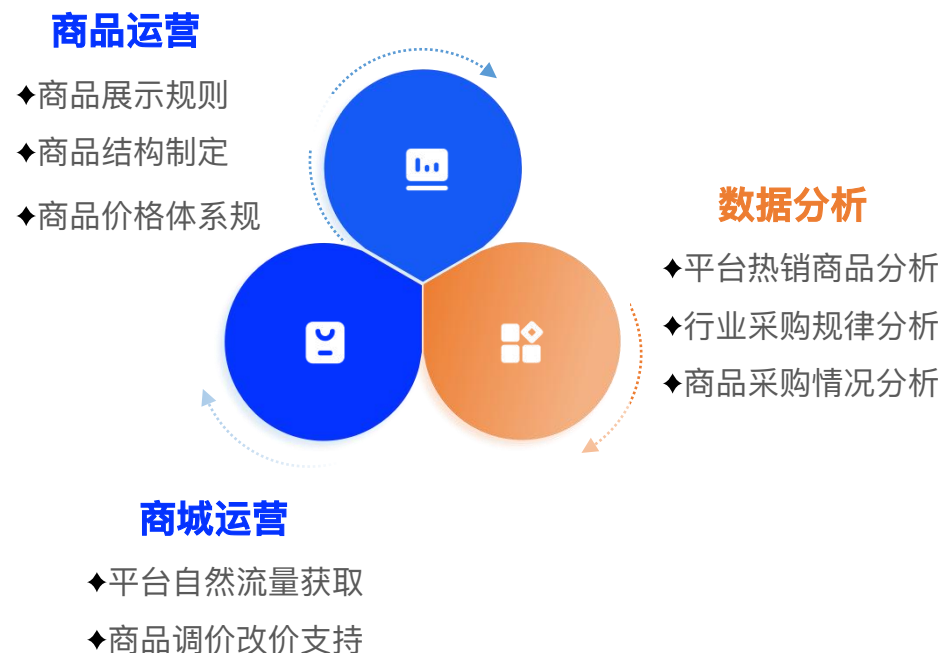 商品运营
✦商品展示规则
✦商品结构制定
✦商品价格体系规
数据分析
✦平台热销商品分析
✦行业采购规律分析
✦商品采购情况分析
商城运营
✦平台自然流量获取
✦商品调价改价支持